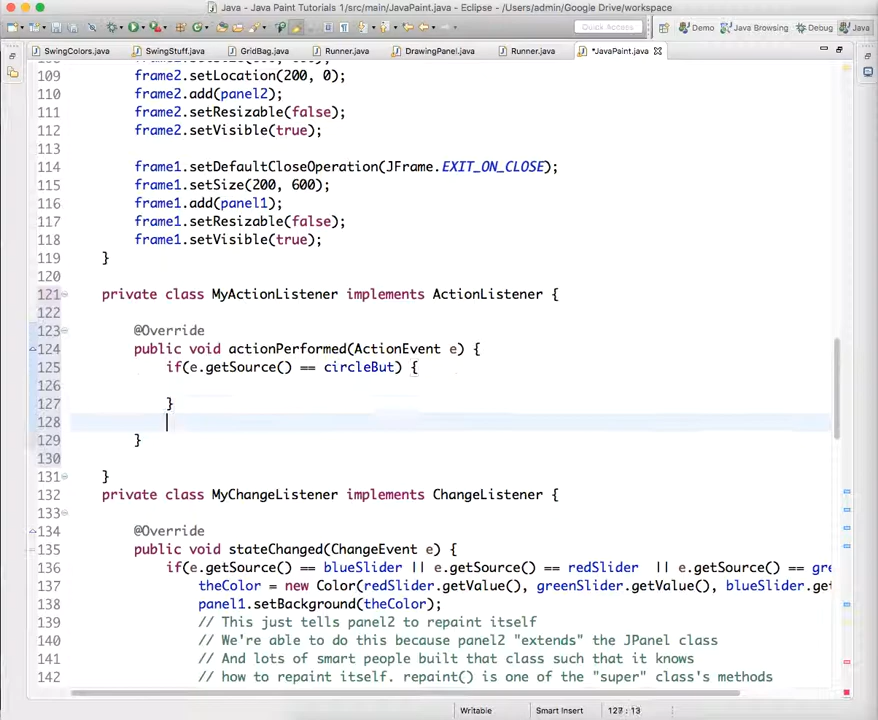 Java - Java Paint Tutorials 1/src/main/JavaPaint.java - Eclipse - /Users/admin/Google Drive/workspace
Quick Access Demo Java Browsing Debug Java
SwingColors.java SwingStuff.java GridBag.java Runner.java DrawingPanel.java Runner.java *JavaPaint.java
109 frame2.setLocation(200, 0);
110 frame2.add(panel2);
111 frame2.setResizable(false);
112 frame2.setVisible(true);
113
114 frame1.setDefaultCloseOperation(JFrame.EXIT_ON_CLOSE);
115 frame1.setSize(200, 600);
116 frame1.add(panel1);
117 frame1.setResizable(false);
118 frame1.setVisible(true);
119 }
120
121 private class MyActionListener implements ActionListener {
122
123 @Override
124 public void actionPerformed(ActionEvent e) {
125 if(e.getSource() == circleBut) {
126
127 }
128
129 }
130
131 }
132 private class MyChangeListener implements ChangeListener {
133
134 @Override
135 public void stateChanged(ChangeEvent e) {
136 if(e.getSource() == blueSlider || e.getSource() == redSlider || e.getSource() == gre
137 theColor = new Color(redSlider.getValue(), greenSlider.getValue(), blueSlider.get
138 panel1.setBackground(theColor);
139 // This just tells panel2 to repaint itself
140 // We're able to do this because panel2 "extends" the JPanel class
141 // And lots of smart people built that class such that it knows
142 // how to repaint itself. repaint() is one of the "super" class's methods
Writable Smart Insert 127 : 13